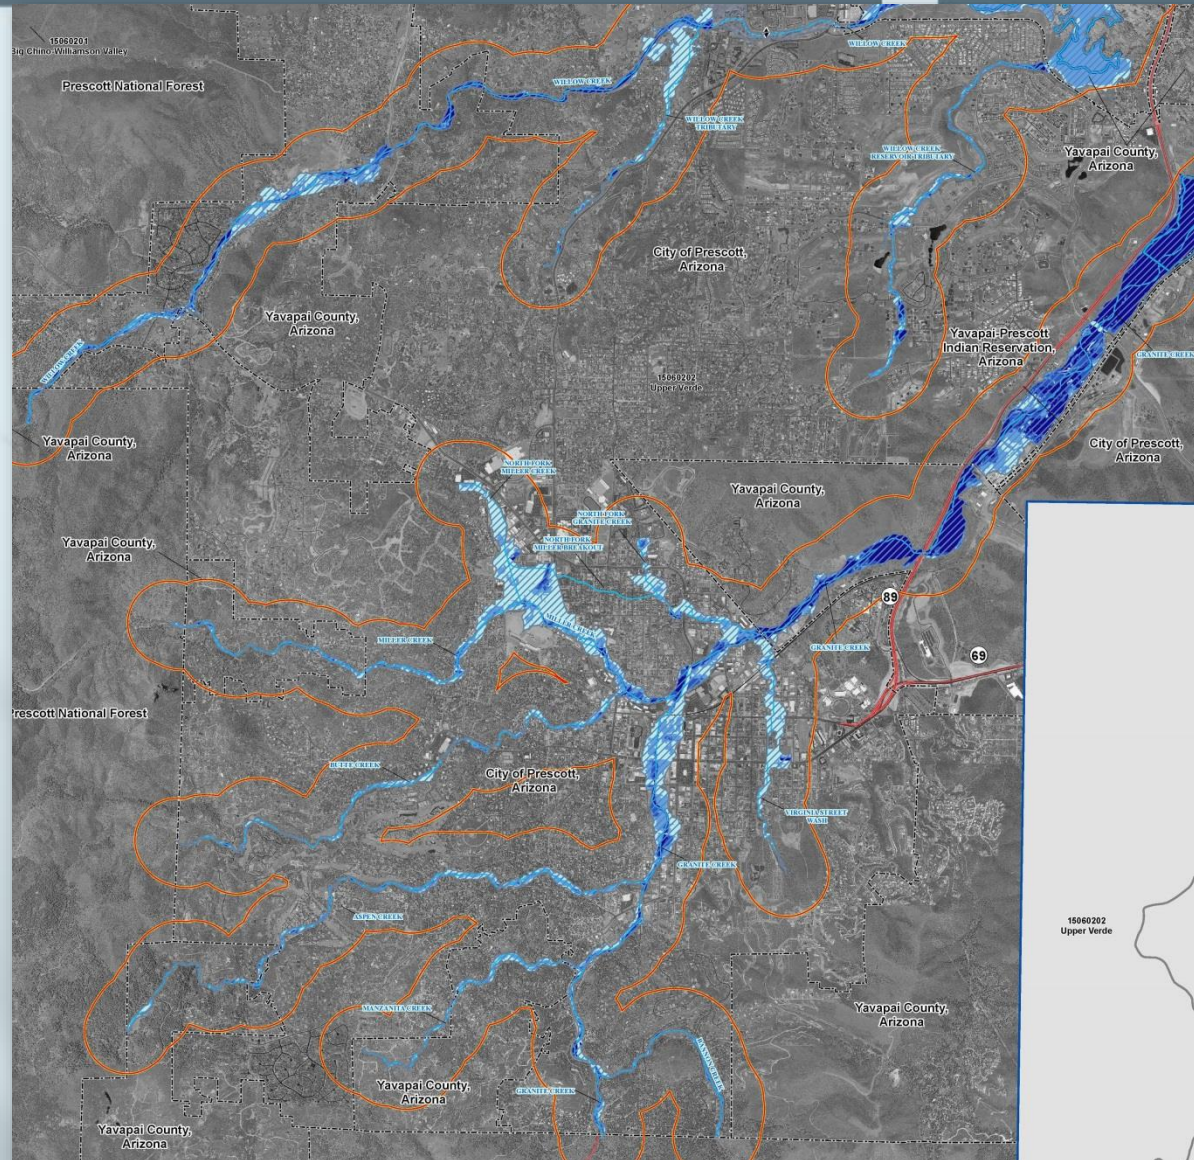 15060201
Big Chino-Williamson Valley
WILLOW CREEK
Prescott National Forest
WILLOW CREEK
WILLOW CREEK
TRIBUTARY
WILLOW CREEK
RESERVOIR TRIBUTARY
Yavapai County,
Arizona
City of Prescott,
Arizona
Yavapai County,
Arizona
Yavapai-Prescott
Indian Reservation,
Arizona
GRANITE CREEK
WILLOW CREEK
15060202
Upper Verde
Yavapai County,
Arizona
City of Prescott,
Arizona
NORTH FORK
MILLER CREEK
Yavapai County,
Arizona
NORTH FORK
GRANITE CREEK
Yavapai County,
Arizona
NORTH FORK
MILLER BREAKOUT
89
MILLER CREEK
MILLER CREEK
GRANITE CREEK
69
Prescott National Forest
BUTTE CREEK
City of Prescott,
Arizona
VIRGINIA STREET
WASH
GRANITE CREEK
ASPEN CREEK
15060202
Upper Verde
MANZANITA CREEK
Yavapai County,
Arizona
BANNON CREEK
Yavapai County,
Arizona
GRANITE CREEK
Yavapai County,
Arizona